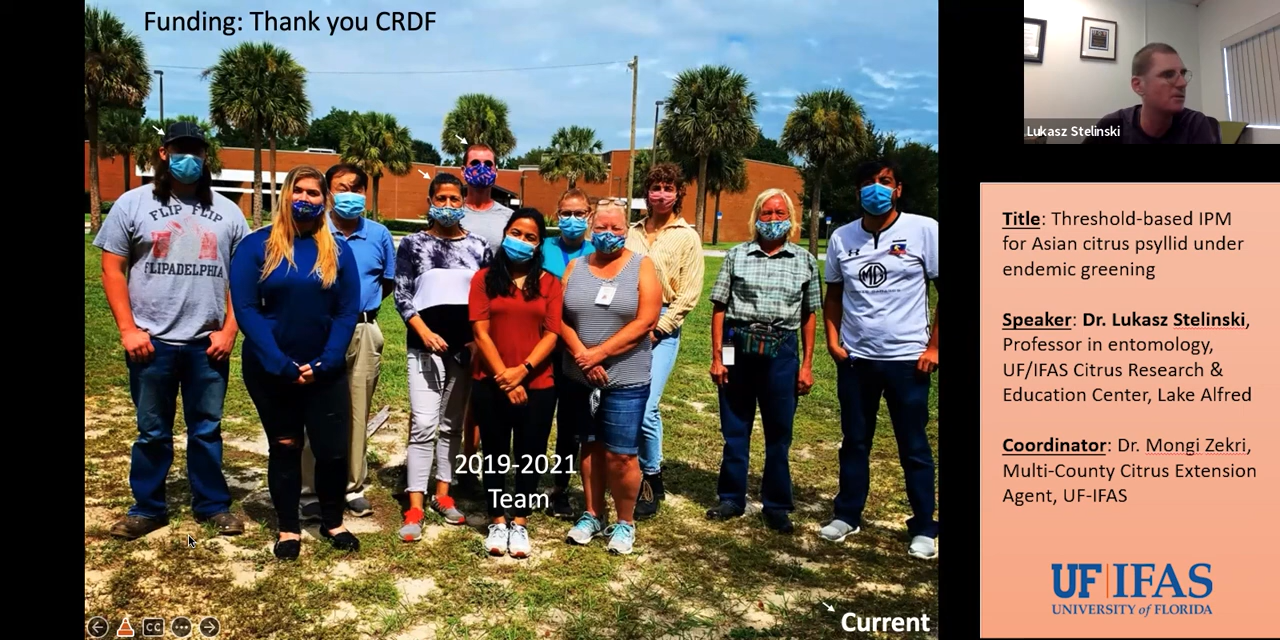 Funding: Thank you CRDF
FLIP FLIP
FLIPADELPHIA
2019-2021
Team
Current
CC
Lukasz Stelinski
Title: Threshold-based IPM
for Asian citrus psyllid under
endemic greening
Speaker: Dr. Lukasz Stelinski,
Professor in entomology,
UF/IFAS Citrus Research &
Education Center, Lake Alfred
Coordinator: Dr. Mongi Zekri,
Multi-County Citrus Extension
Agent, UF-IFAS
UF|IFAS
UNIVERSITY of FLORIDA